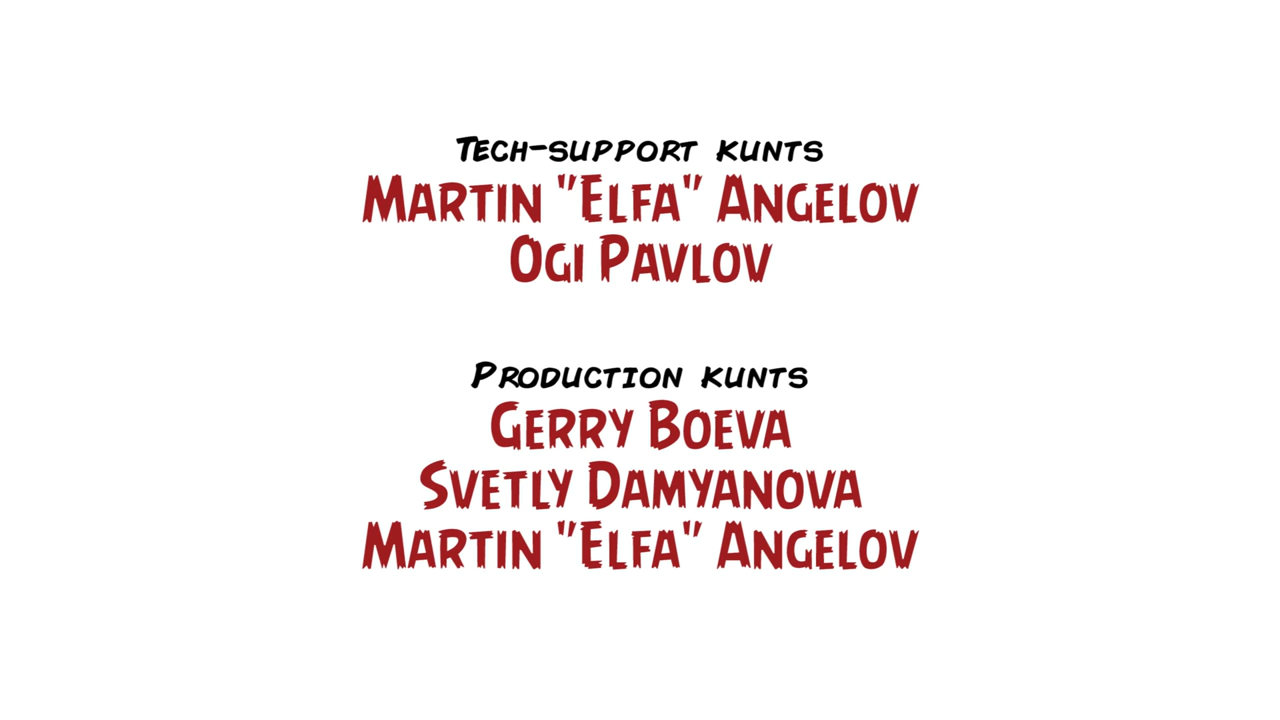 Tech-support kunts
Martin "Elfa" Angelov
Ogi Pavlov
Production kunts
Gerry Boeva
Svetly Damyanova
Martin "Elfa" Angelov